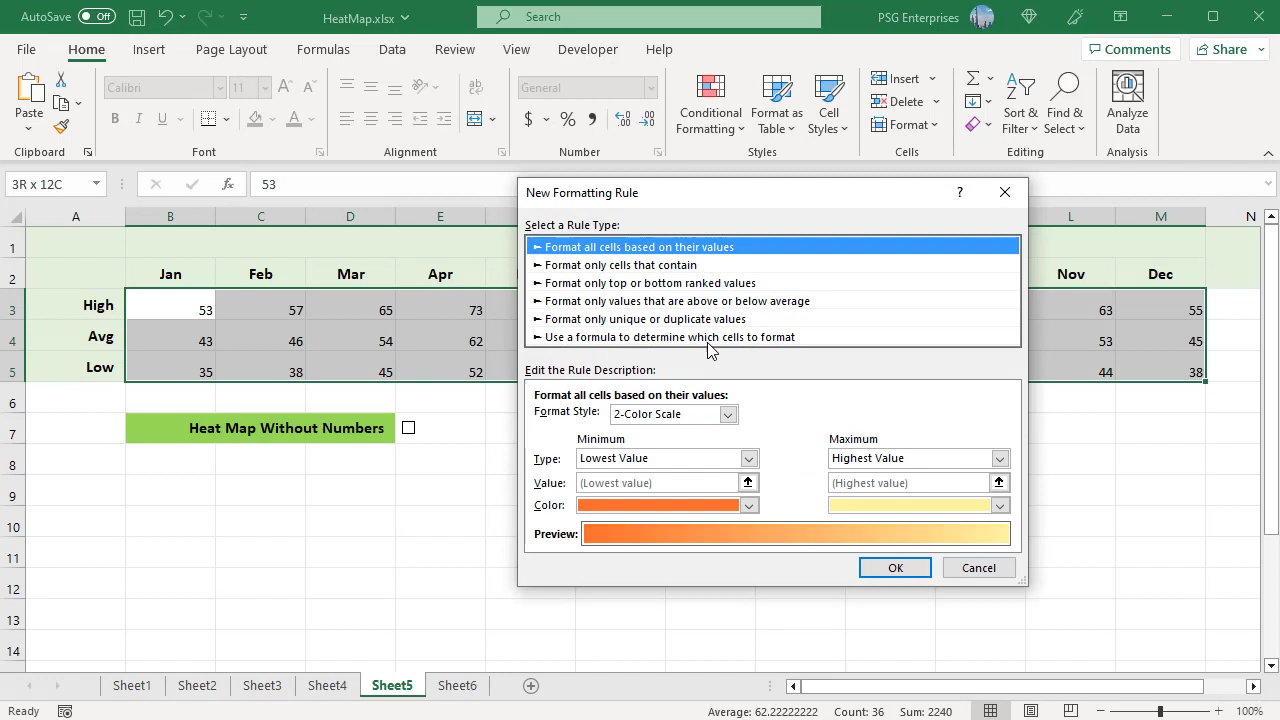 AutoSave Off HeatMap.xlsx Search PSG Enterprises
File Home Insert Page Layout Formulas Data Review View Developer Help Comments Share
Paste
Clipboard
Calibri 11
B I U A
Font
ab
Alignment
General
$ % 9
Number
Conditional Formatting
Format as Table
Cell Styles
Styles
Insert
Delete
Format
Cells
Sort & Filter
Find & Select
Editing
Analyze Data
Analysis
3R x 12C fx 53
A B C D E L M N
1
2 Jan Feb Mar Apr Nov Dec
3 High 53 57 65 73 63 55
4 Avg 43 46 54 62 53 45
5 Low 35 38 45 52 44 38
6
7 Heat Map Without Numbers
8
9
10
11
12
13
14
New Formatting Rule ?
Select a Rule Type:
Format all cells based on their values
Format only cells that contain
Format only top or bottom ranked values
Format only values that are above or below average
Format only unique or duplicate values
Use a formula to determine which cells to format
Edit the Rule Description:
Format all cells based on their values:
Format Style: 2-Color Scale
Minimum Maximum
Type: Lowest Value Highest Value
Value: (Lowest value) (Highest value)
Color:
Preview:
OK Cancel
Sheet1 Sheet2 Sheet3 Sheet4 Sheet5 Sheet6
Ready Average: 62.22222222 Count: 36 Sum: 2240 100%